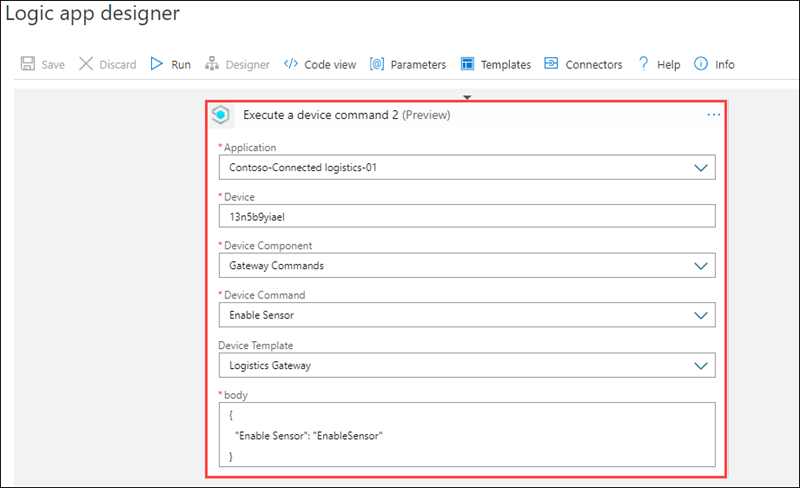 Logic app designer
Save Discard Run Designer </> Code view [@] Parameters Templates Connectors ? Help Info
Execute a device command 2 (Preview) ...
* Application
Contoso-Connected logistics-01
* Device
13n5b9yiael
* Device Component
Gateway Commands
* Device Command
Enable Sensor
Device Template
Logistics Gateway
* body
{
"Enable Sensor": "EnableSensor"
}